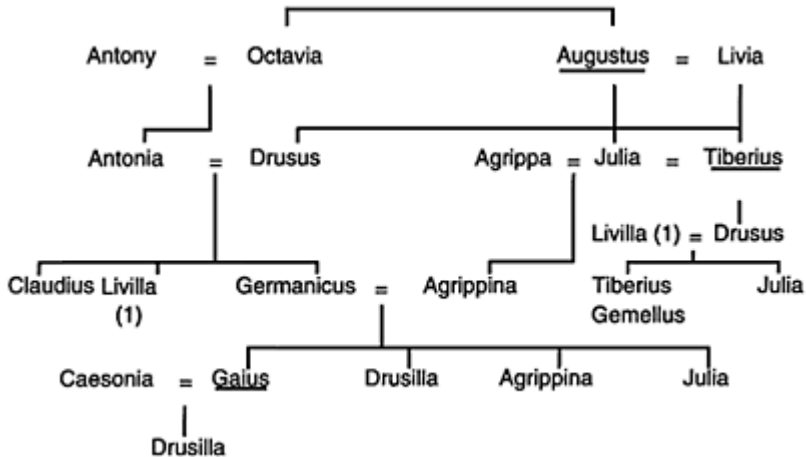 Antony = Octavia Augustus = Livia
Antonia = Drusus Agrippa = Julia = Tiberius
Livilla (1) = Drusus
Claudius Livilla Germanicus = Agrippina Tiberius Julia
(1) Gemellus
Caesonia = Gaius Drusilla Agrippina Julia
Drusilla